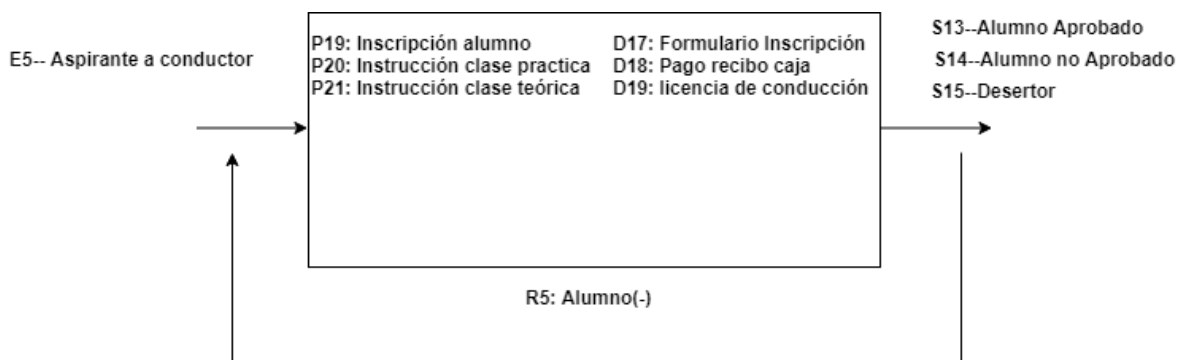 E5-- Aspirante a conductor
P19: Inscripción alumno
P20: Instrucción clase practica
P21: Instrucción clase teórica
D17: Formulario Inscripción
D18: Pago recibo caja
D19: licencia de conducción
S13--Alumno Aprobado
S14--Alumno no Aprobado
S15--Desertor
R5: Alumno(-)